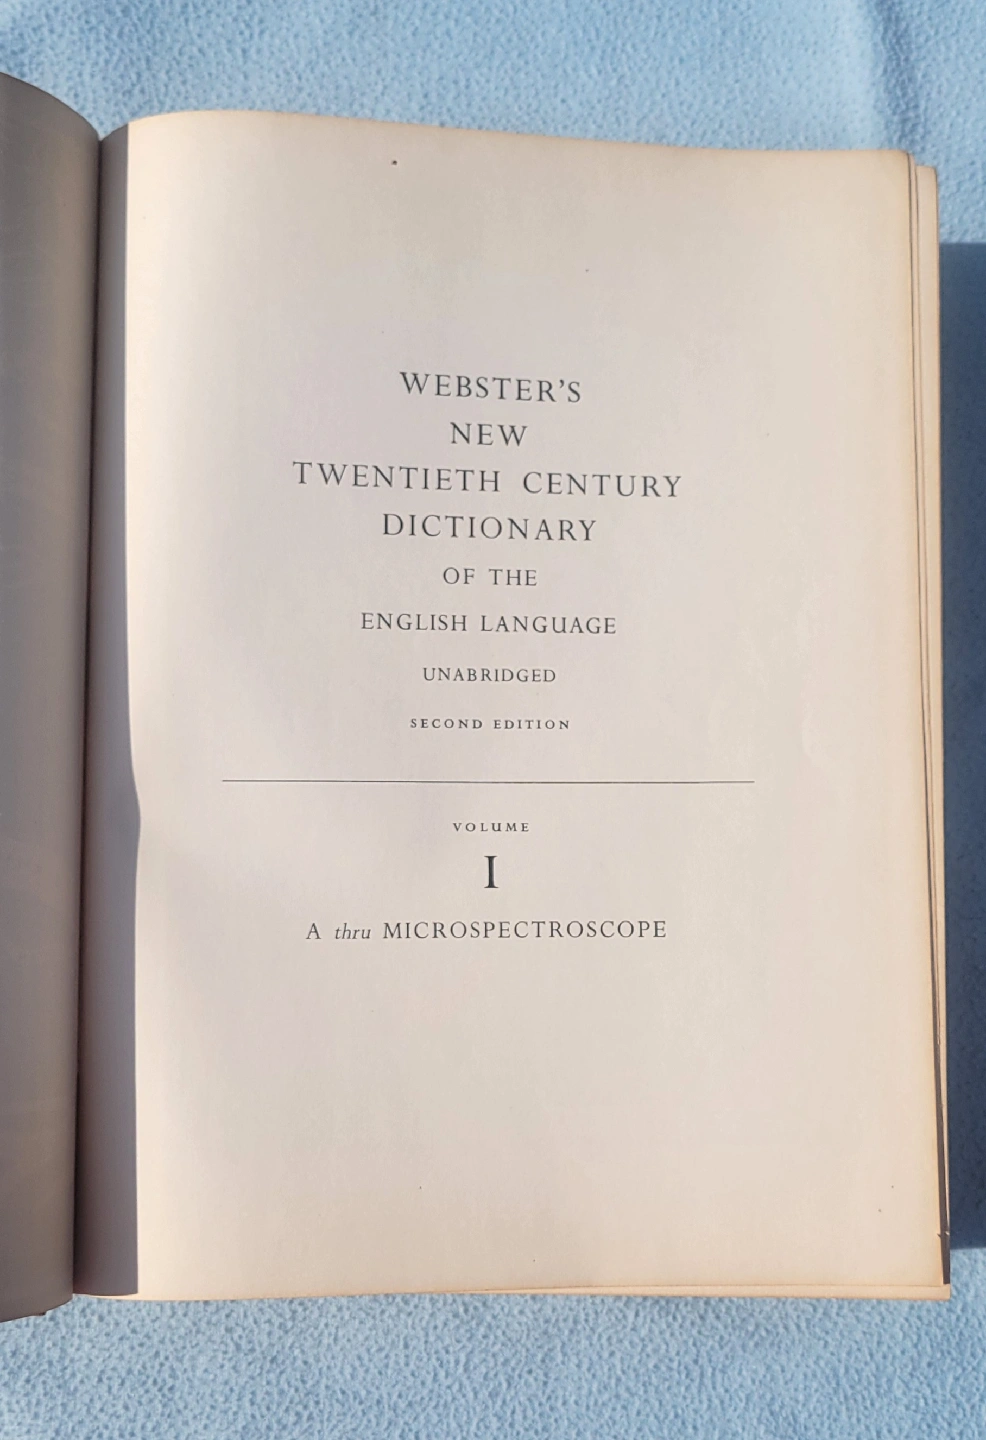 WEBSTER'S
NEW
TWENTIETH CENTURY
DICTIONARY
OF THE
ENGLISH LANGUAGE
UNABRIDGED
SECOND EDITION
VOLUME
I
A thru MICROSPECTROSCOPE